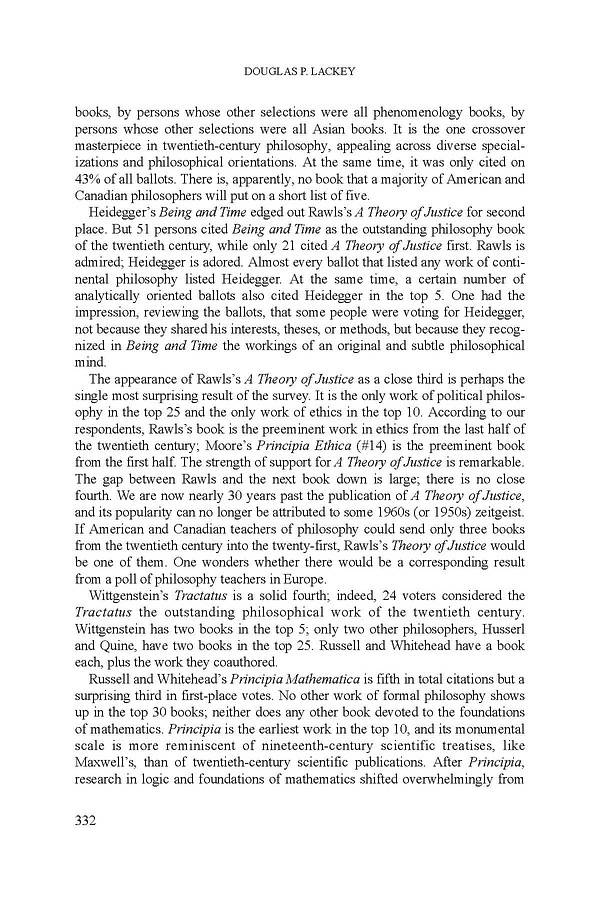 DOUGLAS P. LACKEY
books, by persons whose other selections were all phenomenology books, by
persons whose other selections were all Asian books. It is the one crossover
masterpiece in twentieth-century philosophy, appealing across diverse special-
izations and philosophical orientations. At the same time, it was only cited on
43% of all ballots. There is, apparently, no book that a majority of American and
Canadian philosophers will put on a short list of five.
Heidegger's Being and Time edged out Rawls's A Theory of Justice for second
place. But 51 persons cited Being and Time as the outstanding philosophy book
of the twentieth century, while only 21 cited A Theory of Justice first. Rawls is
admired; Heidegger is adored. Almost every ballot that listed any work of conti-
nental philosophy listed Heidegger. At the same time, a certain number of
analytically oriented ballots also cited Heidegger in the top 5. One had the
impression, reviewing the ballots, that some people were voting for Heidegger,
not because they shared his interests, theses, or methods, but because they recog-
nized in Being and Time the workings of an original and subtle philosophical
mind.
The appearance of Rawls's A Theory of Justice as a close third is perhaps the
single most surprising result of the survey. It is the only work of political philos-
ophy in the top 25 and the only work of ethics in the top 10. According to our
respondents, Rawls's book is the preeminent work in ethics from the last half of
the twentieth century; Moore's Principia Ethica (#14) is the preeminent book
from the first half. The strength of support for A Theory of Justice is remarkable.
The gap between Rawls and the next book down is large; there is no close
fourth. We are now nearly 30 years past the publication of A Theory of Justice,
and its popularity can no longer be attributed to some 1960s (or 1950s) zeitgeist.
If American and Canadian teachers of philosophy could send only three books
from the twentieth century into the twenty-first, Rawls's Theory of Justice would
be one of them. One wonders whether there would be a corresponding result
from a poll of philosophy teachers in Europe.
Wittgenstein's Tractatus is a solid fourth; indeed, 24 voters considered the
Tractatus the outstanding philosophical work of the twentieth century.
Wittgenstein has two books in the top 5; only two other philosophers, Husserl
and Quine, have two books in the top 25. Russell and Whitehead have a book
each, plus the work they coauthored.
Russell and Whitehead's Principia Mathematica is fifth in total citations but a
surprising third in first-place votes. No other work of formal philosophy shows
up in the top 30 books; neither does any other book devoted to the foundations
of mathematics. Principia is the earliest work in the top 10, and its monumental
scale is more reminiscent of nineteenth-century scientific treatises, like
Maxwell's, than of twentieth-century scientific publications. After Principia,
research in logic and foundations of mathematics shifted overwhelmingly from
332